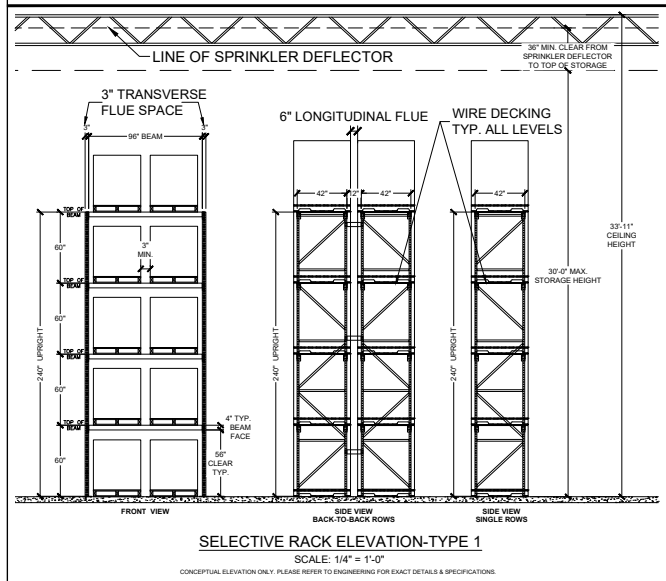 LINE OF SPRINKLER DEFLECTOR
36" MIN. CLEAR FROM
SPRINKLER DEFLECTOR
TO TOP OF STORAGE
3" TRANSVERSE
FLUE SPACE
3"
96" BEAM
3"
6" LONGITUDINAL FLUE
WIRE DECKING
TYP. ALL LEVELS
42"
12"
42"
42"
33'-11"
CEILING
HEIGHT
30'-0" MAX.
STORAGE HEIGHT
TOP OF
BEAM
60"
3"
MIN.
TOP OF
BEAM
60"
TOP OF
BEAM
60"
TOP OF
BEAM
60"
240" UPRIGHT
240" UPRIGHT
240" UPRIGHT
4" TYP.
BEAM
FACE
56"
CLEAR
TYP.
FRONT VIEW
SIDE VIEW
BACK-TO-BACK ROWS
SIDE VIEW
SINGLE ROWS
SELECTIVE RACK ELEVATION-TYPE 1
SCALE: 1/4" = 1'-0"
CONCEPTUAL ELEVATION ONLY. PLEASE REFER TO ENGINEERING FOR EXACT DETAILS & SPECIFICATIONS.